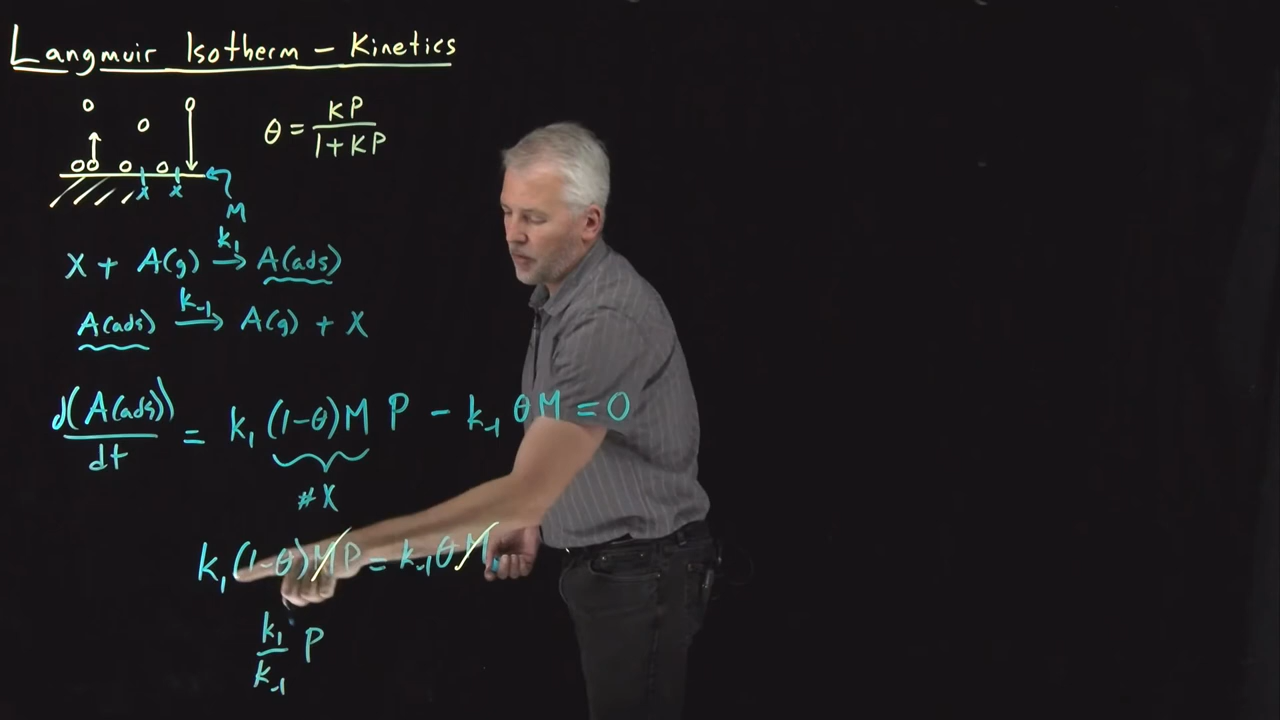 Langmuir Isotherm – Kinetics
θ = KP / 1+KP
x x
M
X + A(g) →k₁ A(ads)
A(ads) →k₋₁ A(g) + X
d(A(ads))/dt = k₁ (1-θ)M P - k₋₁ θM = 0
#X
k₁(1-θ)MP = k₋₁θM
k₁/k₋₁ P